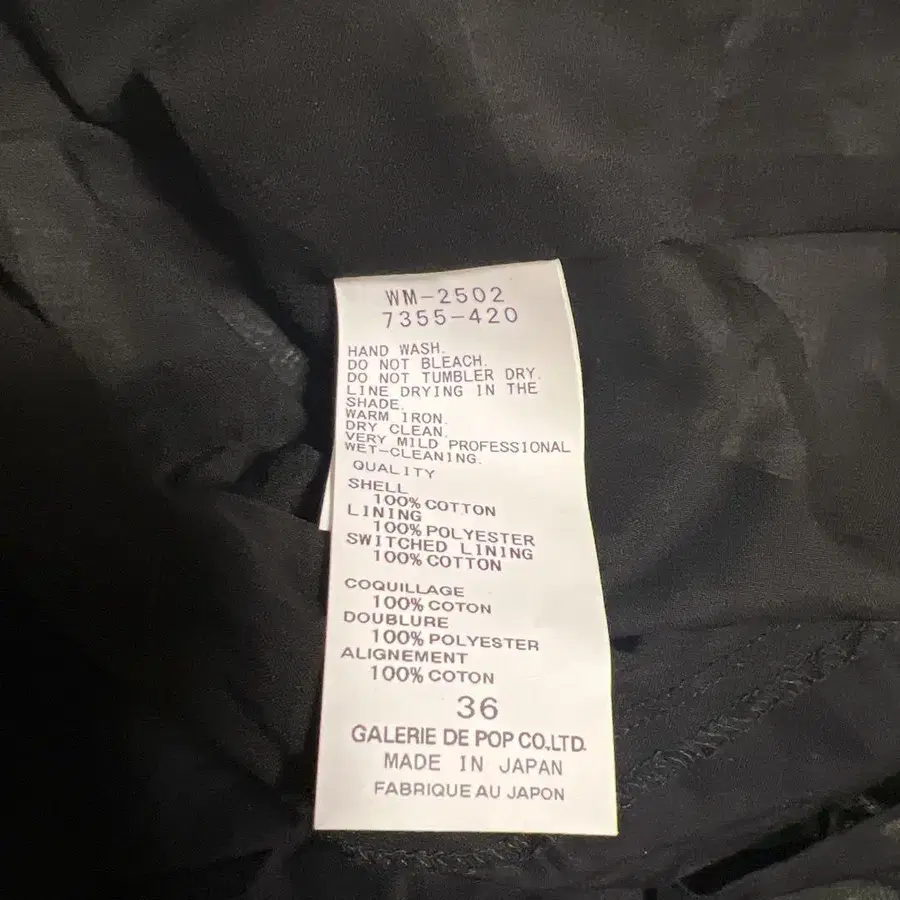 WM-2502
7355-420
HAND WASH.
DO NOT BLEACH.
DO NOT TUMBLER DRY.
LINE DRYING IN THE
SHADE.
WARM IRON.
DRY CLEAN.
VERY MILD PROFESSIONAL
WET-CLEANING.
QUALITY
SHELL
100% COTTON
LINING
100% POLYESTER
SWITCHED LINING
100% COTTON
COQUILLAGE
100% COTON
DOUBLURE
100% POLYESTER
ALIGNEMENT
100% COTON
36
GALERIE DE POP CO.LTD.
MADE IN JAPAN
FABRIQUE AU JAPON